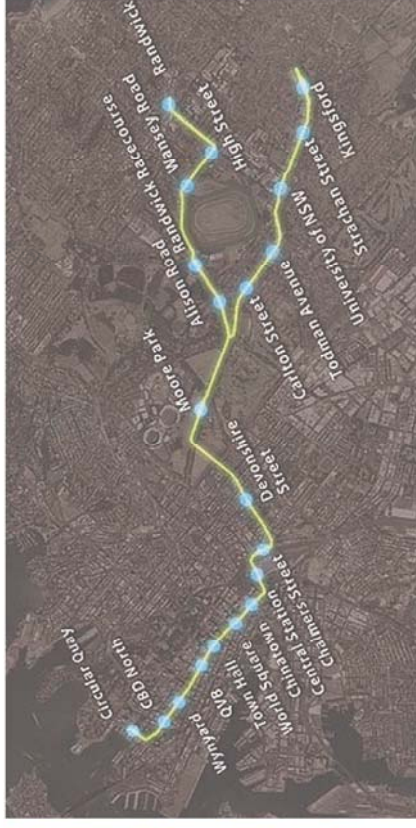 Circular Quay
CBD North
Wynyard
QVB
Town Hall
World Square
Chinatown
Central Station
Chalmers Street
Devonshire
Street
Moore Park
Alison Road
Randwick Racecourse
Wansey Road
High Street
Randwick
Carlton Street
Todman Avenue
University of NSW
Strachan Street
Kingsford